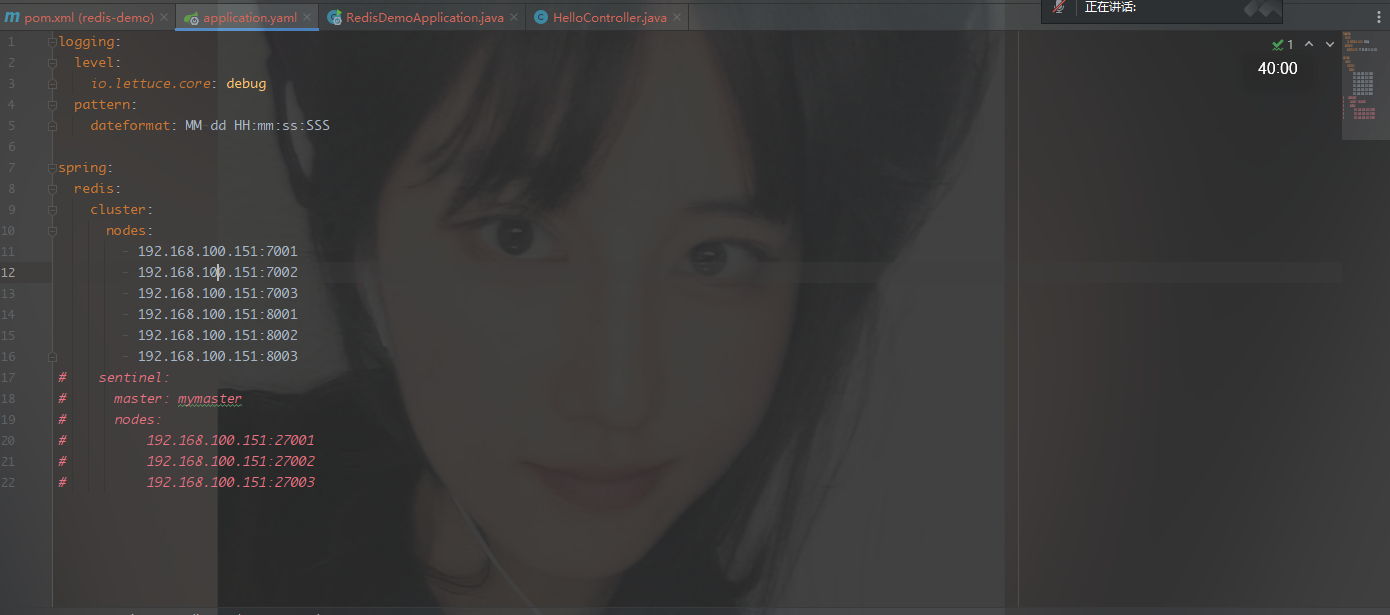 pom.xml (redis-demo) application.yaml RedisDemoApplication.java HelloController.java 正在讲话:
1 logging: 1
2 level: 40:00
3 io.lettuce.core: debug
4 pattern:
5 dateformat: MM-dd HH:mm:ss:SSS
6
7 spring:
8 redis:
9 cluster:
10 nodes:
11 - 192.168.100.151:7001
12 - 192.168.100.151:7002
13 - 192.168.100.151:7003
14 - 192.168.100.151:8001
15 - 192.168.100.151:8002
16 - 192.168.100.151:8003
17 # sentinel:
18 # master: mymaster
19 # nodes:
20 # 192.168.100.151:27001
21 # 192.168.100.151:27002
22 # 192.168.100.151:27003